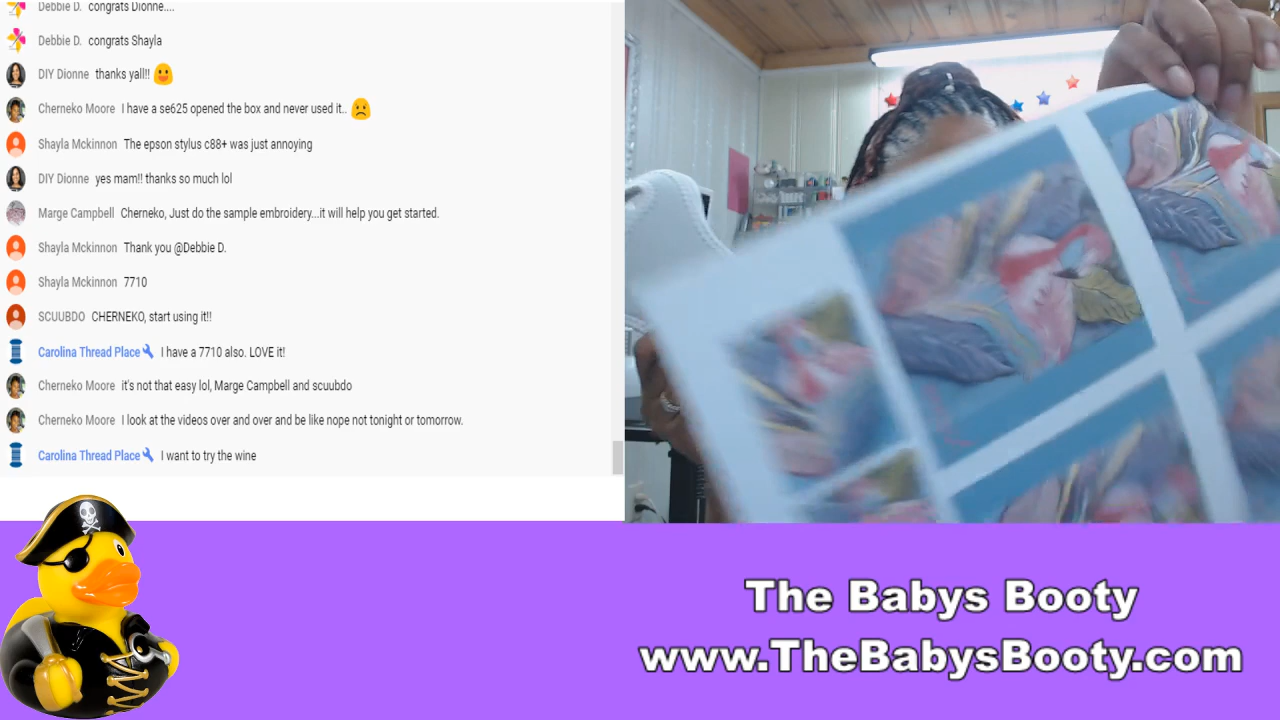 Debbie D. congrats Dionne....
Debbie D. congrats Shayla
DIY Dionne thanks yall!!
Cherneko Moore I have a se625 opened the box and never used it..
Shayla Mckinnon The epson stylus c88+ was just annoying
DIY Dionne yes mam!! thanks so much lol
Marge Campbell Cherneko, Just do the sample embroidery...it will help you get started.
Shayla Mckinnon Thank you @Debbie D.
Shayla Mckinnon 7710
SCUUBDO CHERNEKO, start using it!!
Carolina Thread Place I have a 7710 also. LOVE it!
Cherneko Moore it's not that easy lol, Marge Campbell and scuubdo
Cherneko Moore I look at the videos over and over and be like nope not tonight or tomorrow.
Carolina Thread Place I want to try the wine
The Babys Booty
www.TheBabysBooty.com